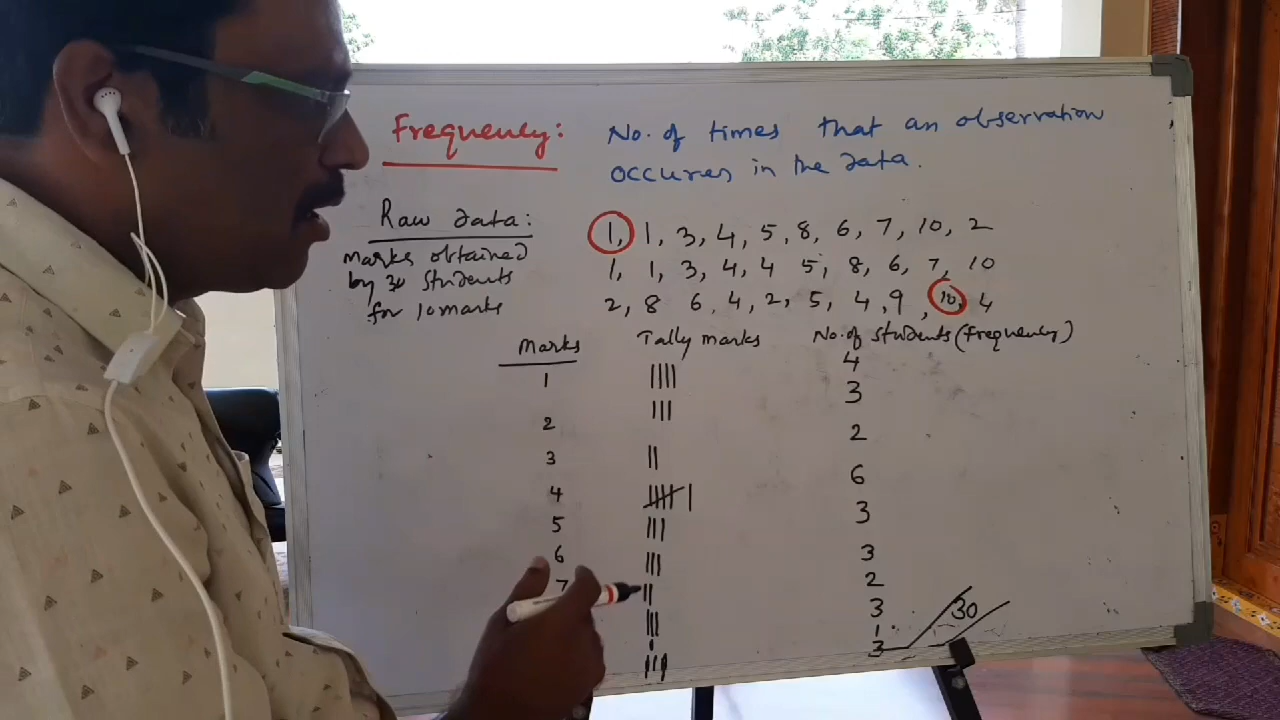 Frequency: No. of times that an observation
occures in the data.
Raw data: 1, 1, 3, 4, 5, 8, 6, 7, 10, 2
marks obtained 1, 1, 3, 4, 4 5, 8, 6, 7, 10
by 30 students 2, 8 6, 4, 2, 5, 4, 9, 10, 4
for 10 marks
Marks Tally marks No. of students (frequency)
1 |||| 4
2 ||| 3
3 || 2
4 𝍸 | 6
5 ||| 3
6 ||| 3
7 || 2
||| 3
| 1
||| 3 30